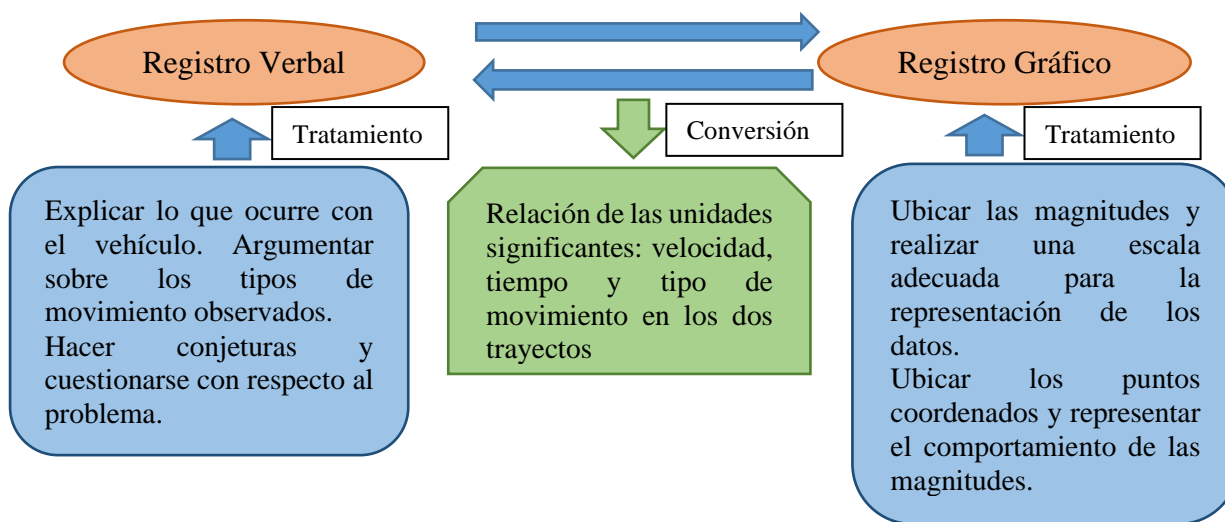 Registro Verbal
Registro Gráfico
Tratamiento
Conversión
Tratamiento
Explicar lo que ocurre con
el vehículo. Argumentar
sobre los tipos de
movimiento observados.
Hacer conjeturas y
cuestionarse con respecto al
problema.
Relación de las unidades
significantes: velocidad,
tiempo y tipo de
movimiento en los dos
trayectos
Ubicar las magnitudes y
realizar una escala
adecuada para la
representación de los
datos.
Ubicar los puntos
coordenados y representar
el comportamiento de las
magnitudes.